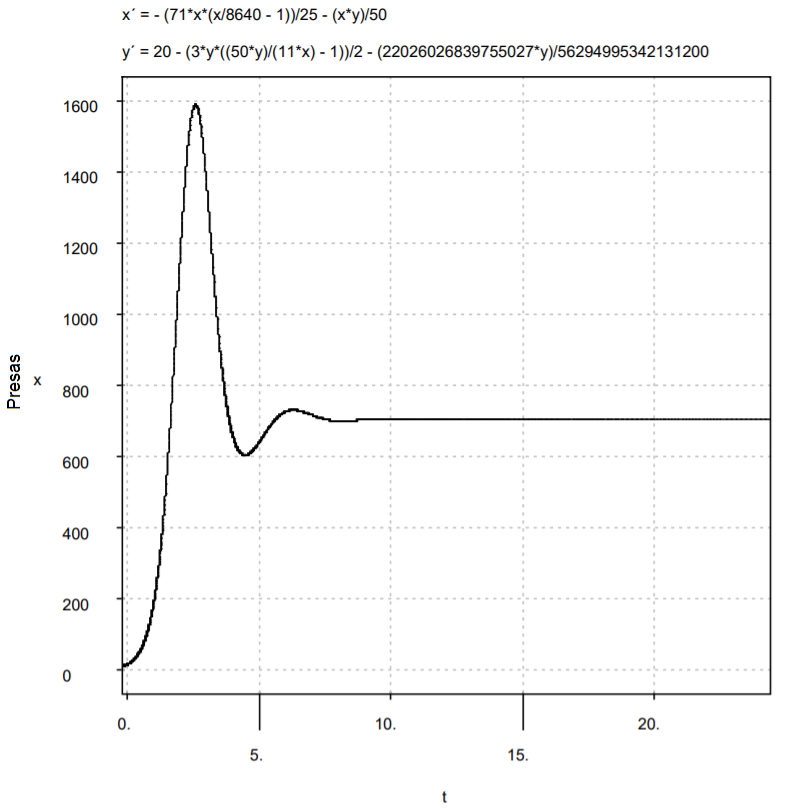 x´ = - (71*x*(x/8640 - 1))/25 - (x*y)/50
y´ = 20 - (3*y*((50*y)/(11*x) - 1))/2 - (22026026839755027*y)/56294995342131200
1600
1400
1200
1000
800
600
400
200
0
Presas
x
0.
5.
10.
15.
20.
t